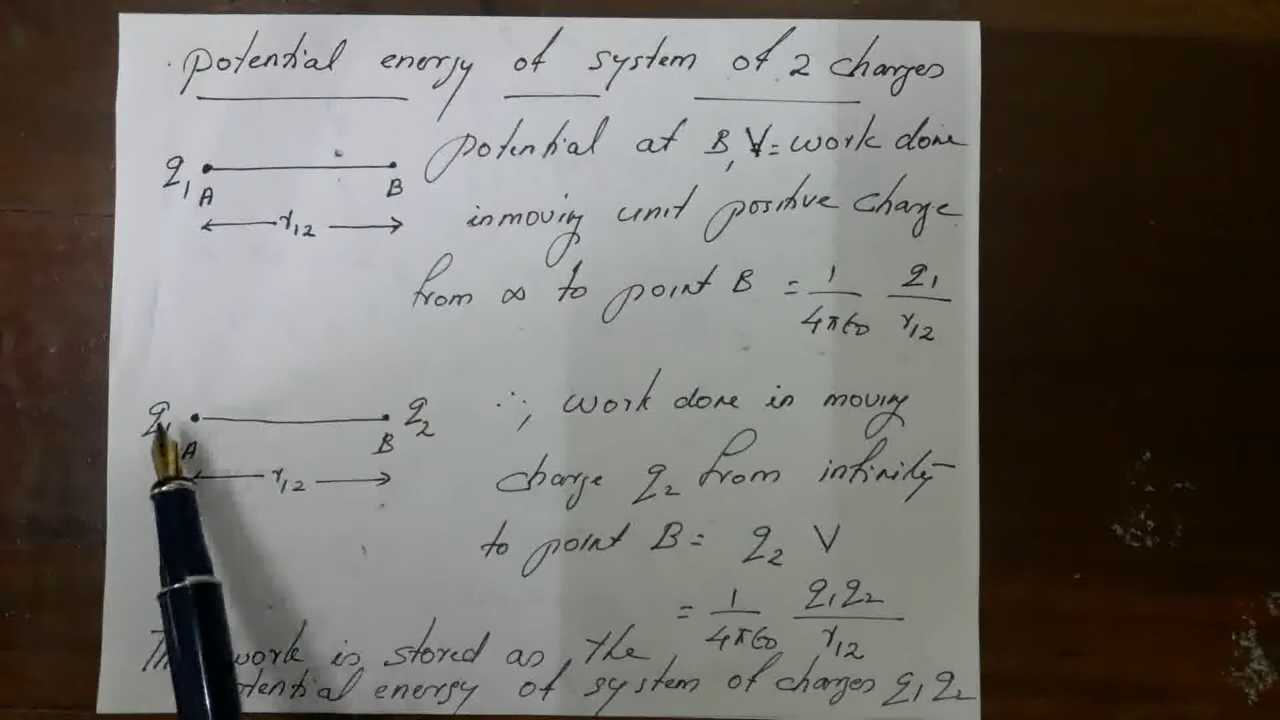 potential energy of system of 2 charges
q₁ A B potential at B, V = work done
r₁₂ in moving unit positive charge
from ∞ to point B = 1/4πϵ₀ q₁/r₁₂
q₁ A B q₂ ∴, work done in moving
r₁₂ charge q₂ from infinity
to point B = q₂ V
= 1/4πϵ₀ q₁q₂/r₁₂
work is stored as the
potential energy of system of charges q₁ q₂